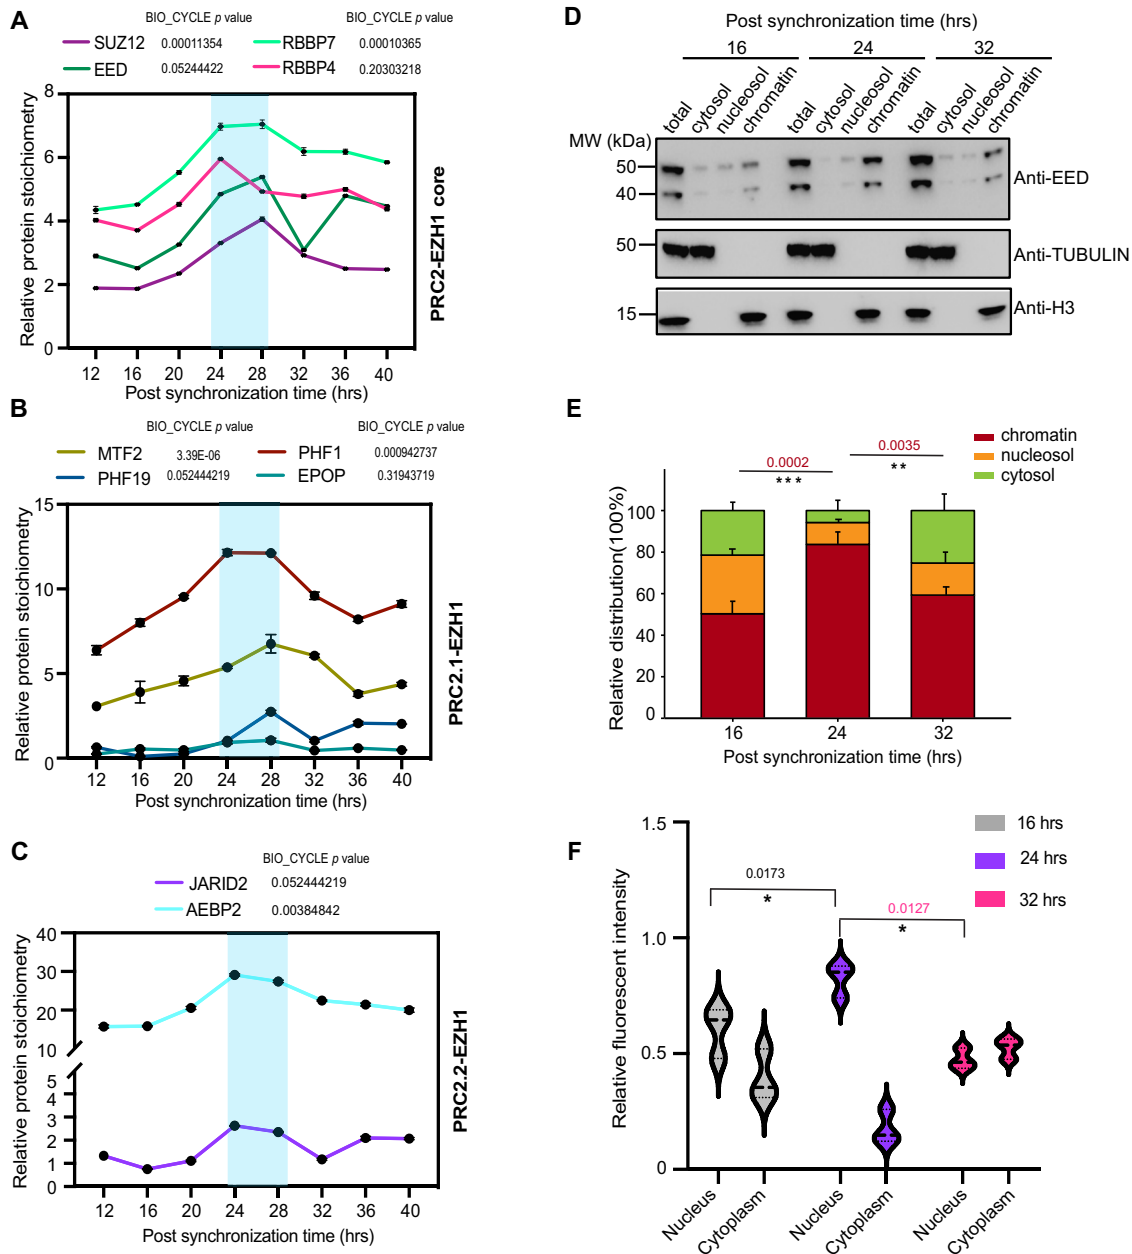 A
BIO_CYCLE p value
BIO_CYCLE p value
SUZ12 0.00011354 RBBP7 0.00010365
EED 0.05244422 RBBP4 0.20303218
Relative protein stoichiometry
8
6
4
2
0
12 16 20 24 28 32 36 40
Post synchronization time (hrs)
PRC2-EZH1 core
B
BIO_CYCLE p value
BIO_CYCLE p value
MTF2 3.39E-06 PHF1 0.000942737
PHF19 0.052444219 EPOP 0.31943719
Relative protein stoichiometry
15
10
5
0
12 16 20 24 28 32 36 40
Post synchronization time (hrs)
PRC2.1-EZH1
C
BIO_CYCLE p value
JARID2 0.052444219
AEBP2 0.00384842
Relative protein stoichiometry
40
30
20
10
5
4
3
2
1
0
12 16 20 24 28 32 36 40
Post synchronization time (hrs)
PRC2.2-EZH1
D
Post synchronization time (hrs)
16 24 32
total cytosol nucleosol chromatin total cytosol nucleosol chromatin total cytosol nucleosol chromatin
MW (kDa)
50
40
Anti-EED
50
Anti-TUBULIN
15
Anti-H3
E
chromatin
nucleosol
cytosol
0.0002
***
0.0035
**
Relative distribution(100%)
100
80
60
40
20
0
16 24 32
Post synchronization time (hrs)
F
16 hrs
24 hrs
32 hrs
0.0173
*
0.0127
*
Relative fluorescent intensity
1.5
1.0
0.5
0
Nucleus Cytoplasm Nucleus Cytoplasm Nucleus Cytoplasm